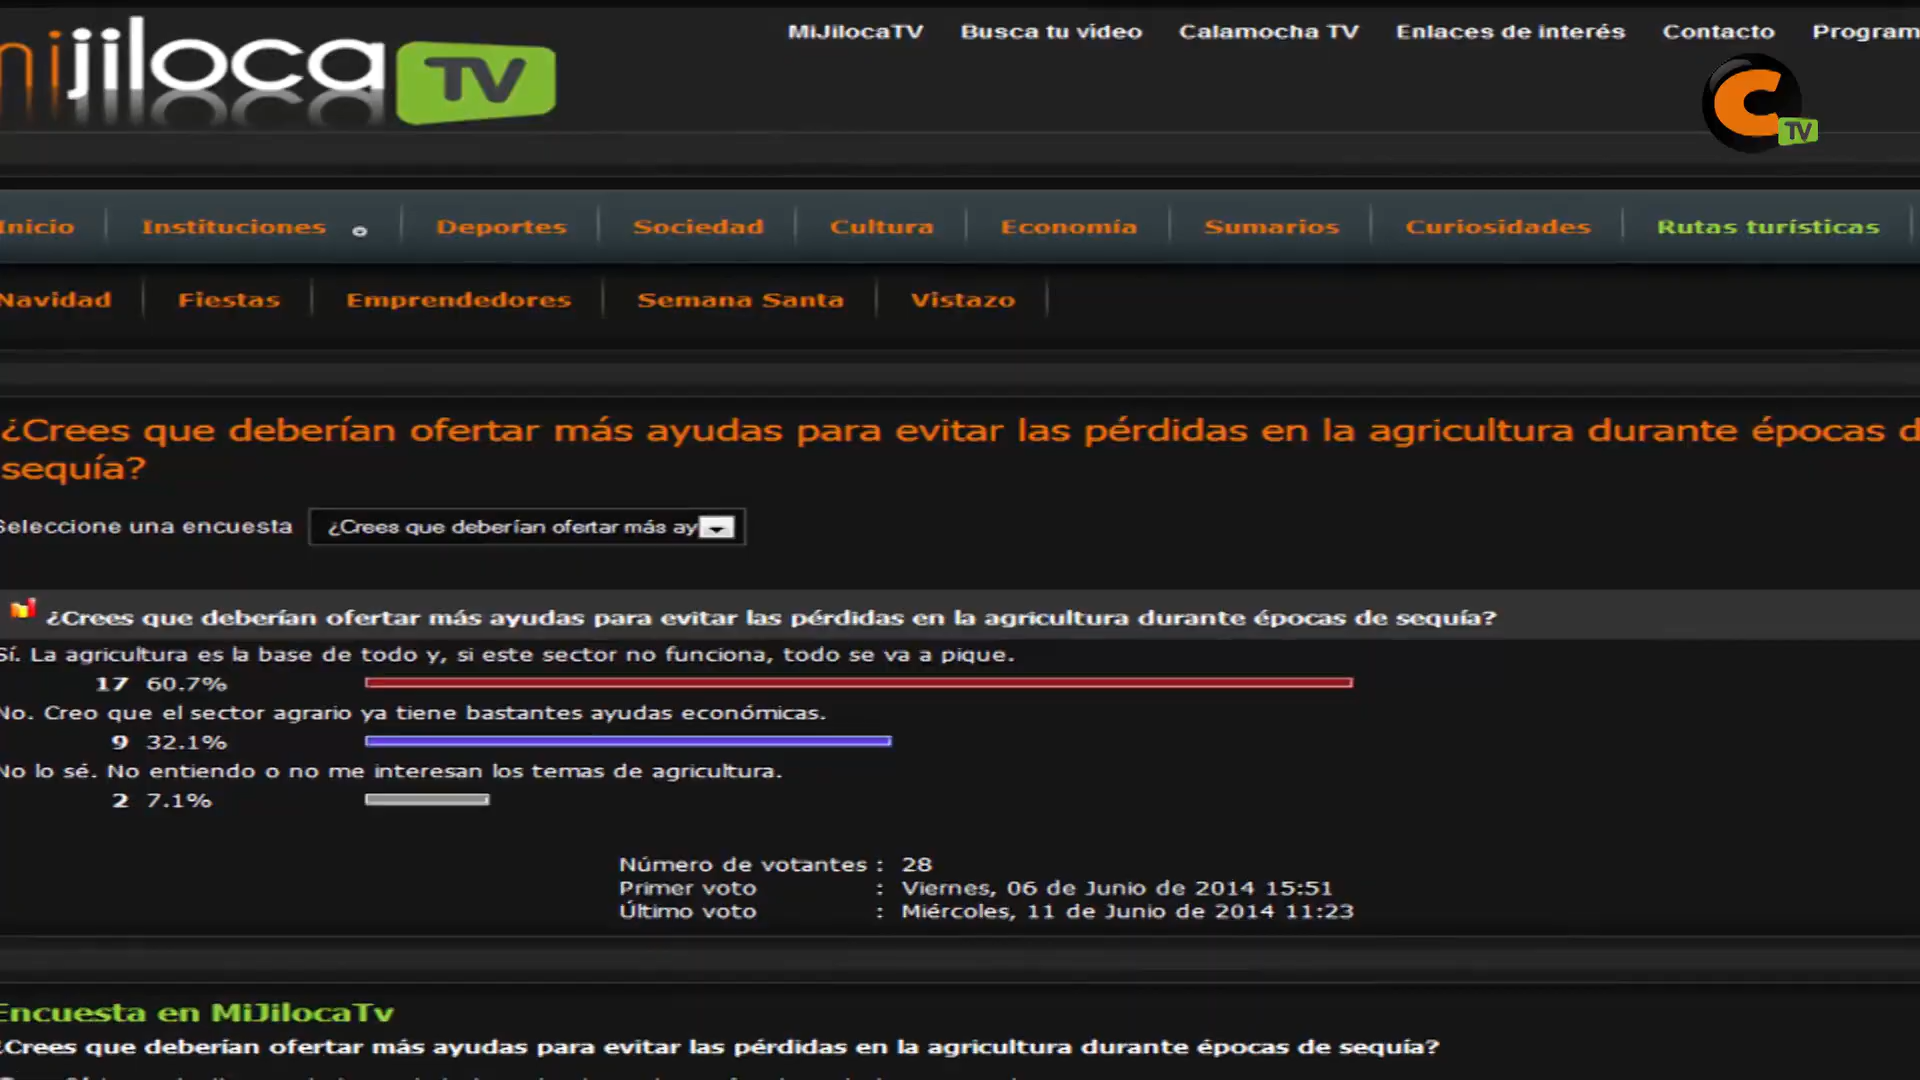 mijiloca TV
MiJilocaTV Busca tu vídeo Calamocha TV Enlaces de interés Contacto Program
C TV
Inicio Instituciones Deportes Sociedad Cultura Economía Sumarios Curiosidades Rutas turísticas
Navidad Fiestas Emprendedores Semana Santa Vistazo
¿Crees que deberían ofertar más ayudas para evitar las pérdidas en la agricultura durante épocas d
sequía?
Seleccione una encuesta ¿Crees que deberían ofertar más ay
¿Crees que deberían ofertar más ayudas para evitar las pérdidas en la agricultura durante épocas de sequía?
Sí. La agricultura es la base de todo y, si este sector no funciona, todo se va a pique.
17 60.7%
No. Creo que el sector agrario ya tiene bastantes ayudas económicas.
9 32.1%
No lo sé. No entiendo o no me interesan los temas de agricultura.
2 7.1%
Número de votantes : 28
Primer voto : Viernes, 06 de Junio de 2014 15:51
Último voto : Miércoles, 11 de Junio de 2014 11:23
Encuesta en MiJilocaTv
¿Crees que deberían ofertar más ayudas para evitar las pérdidas en la agricultura durante épocas de sequía?